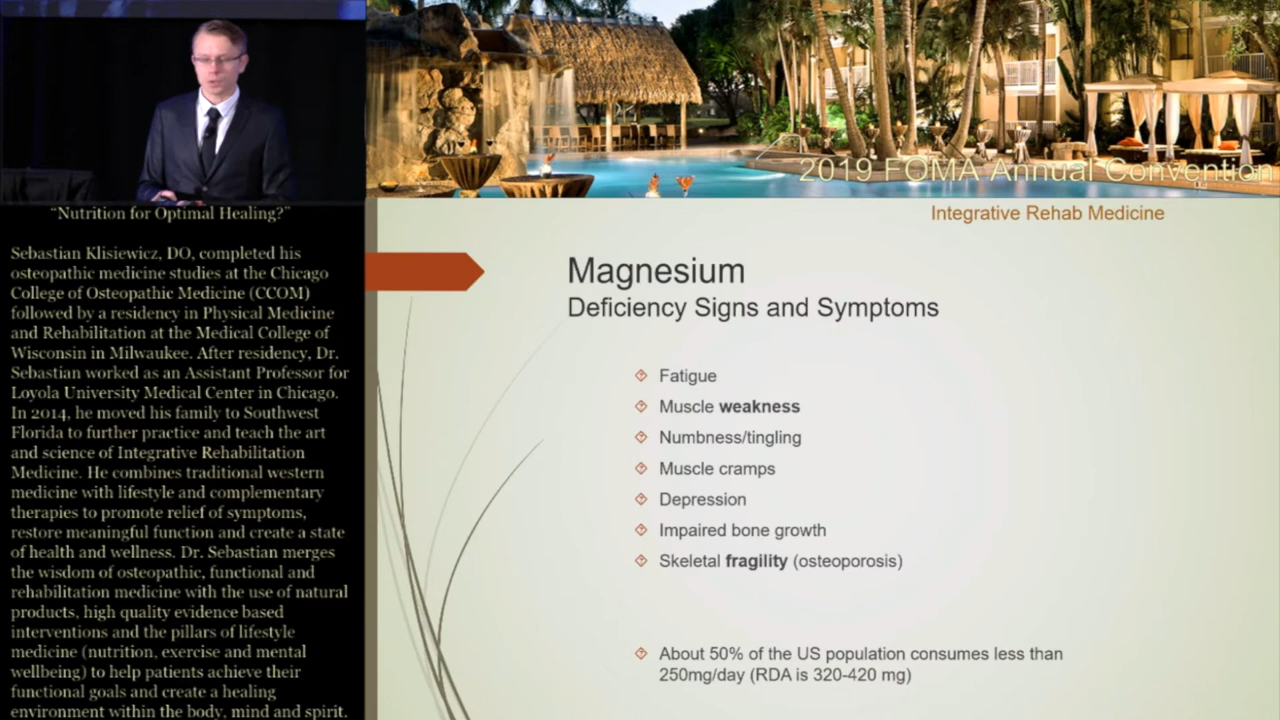 2019 FOMA Annual Convention
"Nutrition for Optimal Healing?"
Sebastian Klisiewicz, DO, completed his
osteopathic medicine studies at the Chicago
College of Osteopathic Medicine (CCOM)
followed by a residency in Physical Medicine
and Rehabilitation at the Medical College of
Wisconsin in Milwaukee. After residency, Dr.
Sebastian worked as an Assistant Professor for
Loyola University Medical Center in Chicago.
In 2014, he moved his family to Southwest
Florida to further practice and teach the art
and science of Integrative Rehabilitation
Medicine. He combines traditional western
medicine with lifestyle and complementary
therapies to promote relief of symptoms,
restore meaningful function and create a state
of health and wellness. Dr. Sebastian merges
the wisdom of osteopathic, functional and
rehabilitation medicine with the use of natural
products, high quality evidence based
interventions and the pillars of lifestyle
medicine (nutrition, exercise and mental
wellbeing) to help patients achieve their
functional goals and create a healing
environment within the body, mind and spirit.
Integrative Rehab Medicine
Magnesium
Deficiency Signs and Symptoms
Fatigue
Muscle weakness
Numbness/tingling
Muscle cramps
Depression
Impaired bone growth
Skeletal fragility (osteoporosis)
About 50% of the US population consumes less than
250mg/day (RDA is 320-420 mg)